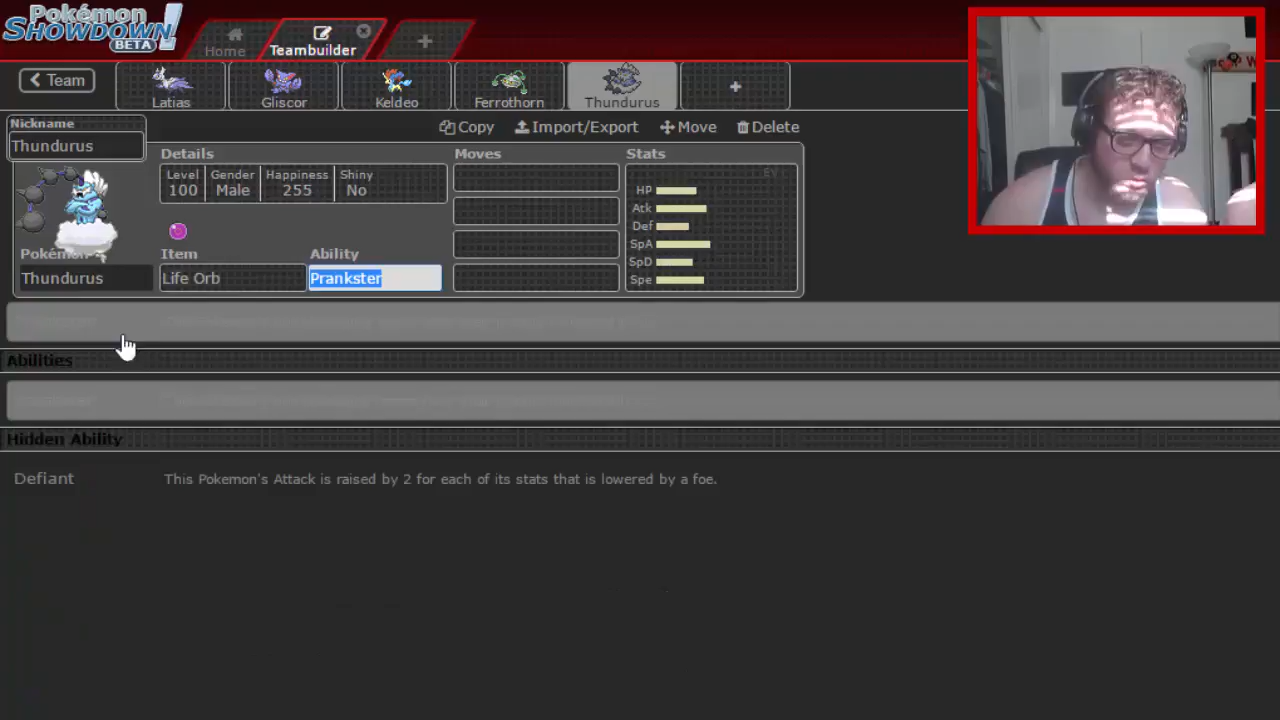 Pokémon
SHOWDOWN!
BETA
Home
Teambuilder
+
Team
Latias
Gliscor
Keldeo
Ferrothorn
Thundurus
+
Copy
Import/Export
Move
Delete
Nickname
Thundurus
Details
Level
100
Gender
Male
Happiness
255
Shiny
No
Moves
Stats
EV
HP
Atk
Def
SpA
SpD
Spe
Pokémon
Thundurus
Item
Life Orb
Ability
Prankster
Abilities
Hidden Ability
Defiant This Pokemon's Attack is raised by 2 for each of its stats that is lowered by a foe.